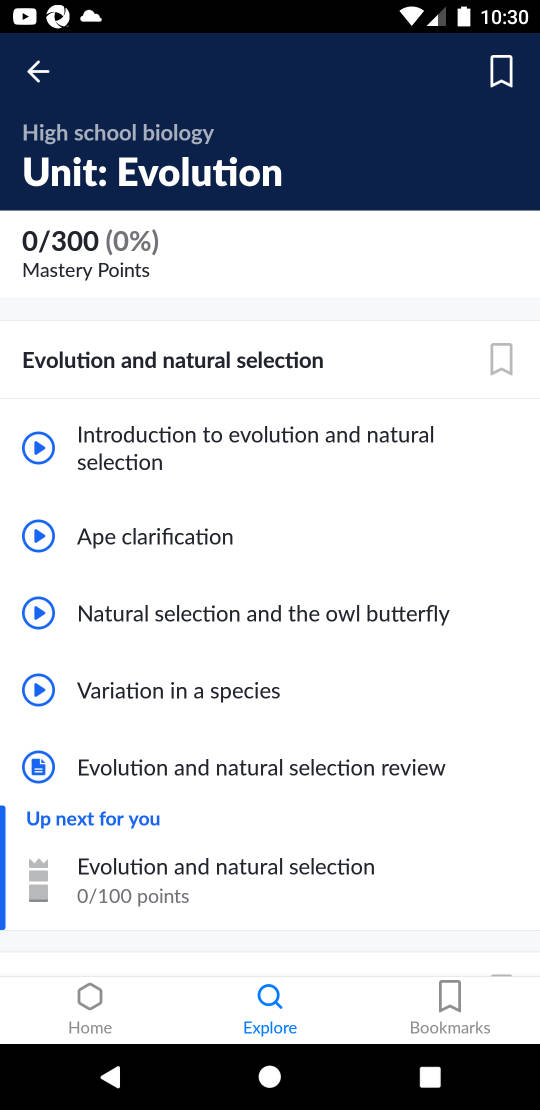 10:30
High school biology
Unit: Evolution
0/300 (0%)
Mastery Points
Evolution and natural selection
Introduction to evolution and natural
selection
Ape clarification
Natural selection and the owl butterfly
Variation in a species
Evolution and natural selection review
Up next for you
Evolution and natural selection
0/100 points
Home
Explore
Bookmarks